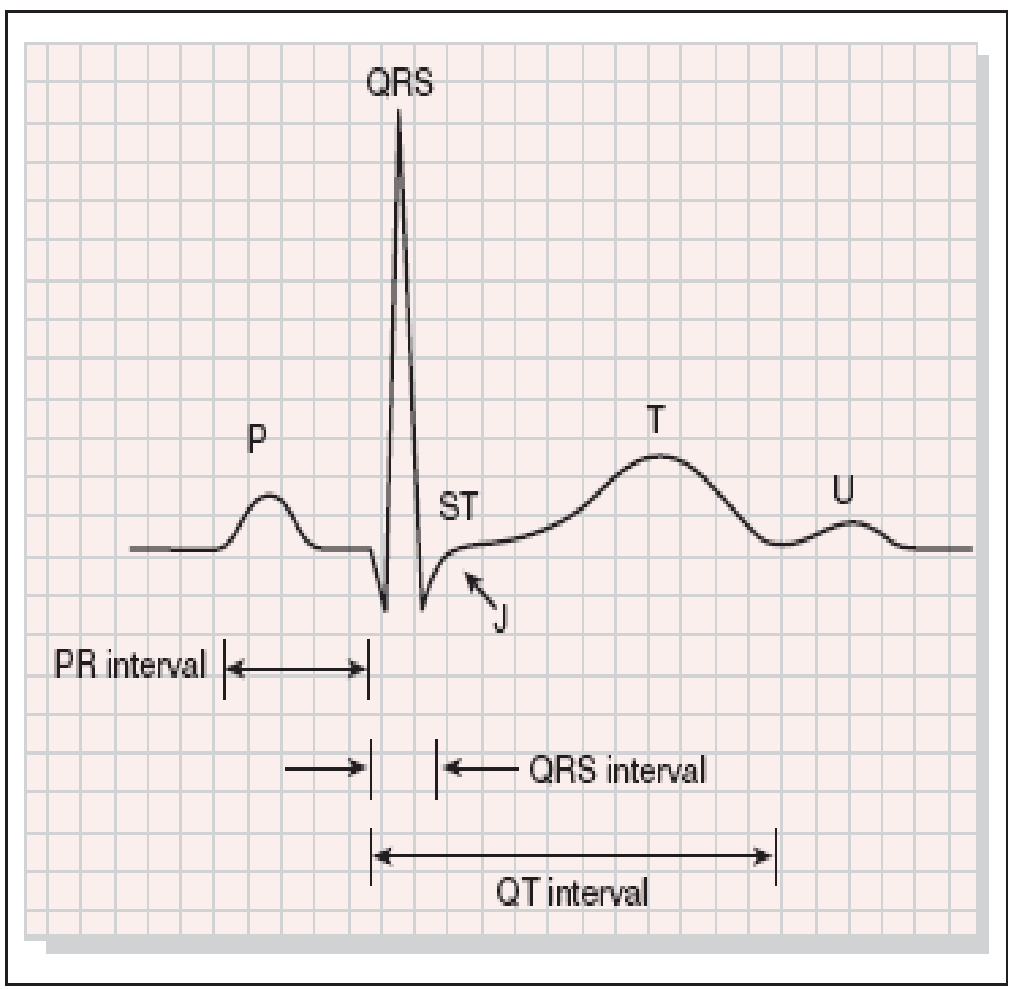 QRS
P
T
ST
U
J
PR interval
QRS interval
QT interval